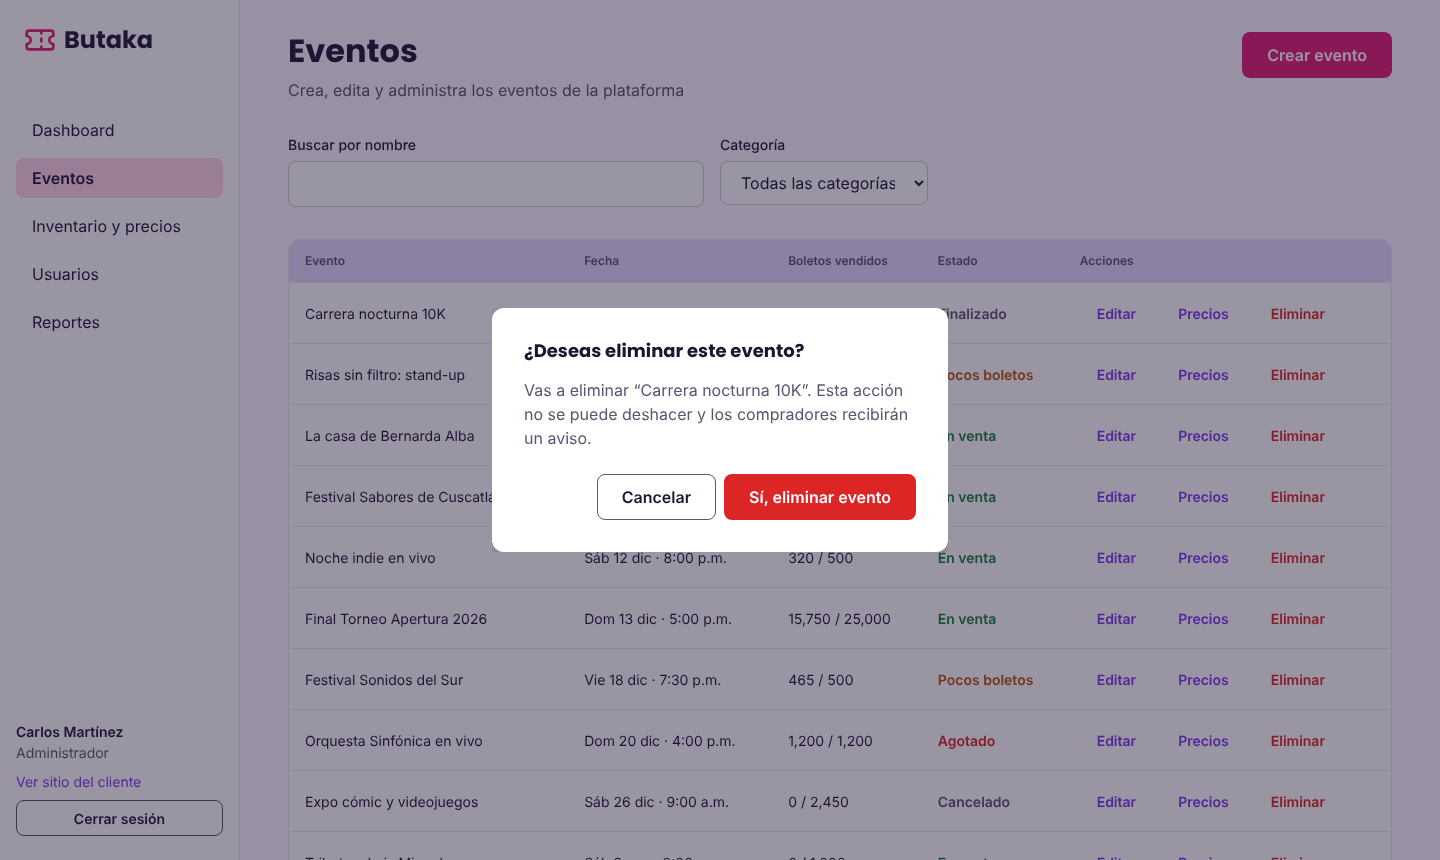 Butaka
Dashboard
Eventos
Inventario y precios
Usuarios
Reportes
Carlos Martínez
Administrador
Ver sitio del cliente
Cerrar sesión
Eventos
Crea, edita y administra los eventos de la plataforma
Crear evento
Buscar por nombre
Categoría
Todas las categorías
Evento Fecha Boletos vendidos Estado Acciones
Carrera nocturna 10K Editar Precios Eliminar
Risas sin filtro: stand-up boletos Editar Precios Eliminar
La casa de Bernarda Alba venta Editar Precios Eliminar
Festival Sabores de venta Editar Precios Eliminar
¿Deseas eliminar este evento?
Vas a eliminar “Carrera nocturna 10K”. Esta acción
no se puede deshacer y los compradores recibirán
un aviso.
Cancelar
Sí, eliminar evento
Noche indie en vivo Sáb 12 dic · 8:00 p.m. 320 / 500 En venta Editar Precios Eliminar
Final Torneo Apertura 2026 Dom 13 dic · 5:00 p.m. 15,750 / 25,000 En venta Editar Precios Eliminar
Festival Sonidos del Sur Vie 18 dic · 7:30 p.m. 465 / 500 Pocos boletos Editar Precios Eliminar
Orquesta Sinfónica en vivo Dom 20 dic · 4:00 p.m. 1,200 / 1,200 Agotado Editar Precios Eliminar
Expo cómic y videojuegos Sáb 26 dic · 9:00 a.m. 0 / 2,450 Cancelado Editar Precios Eliminar